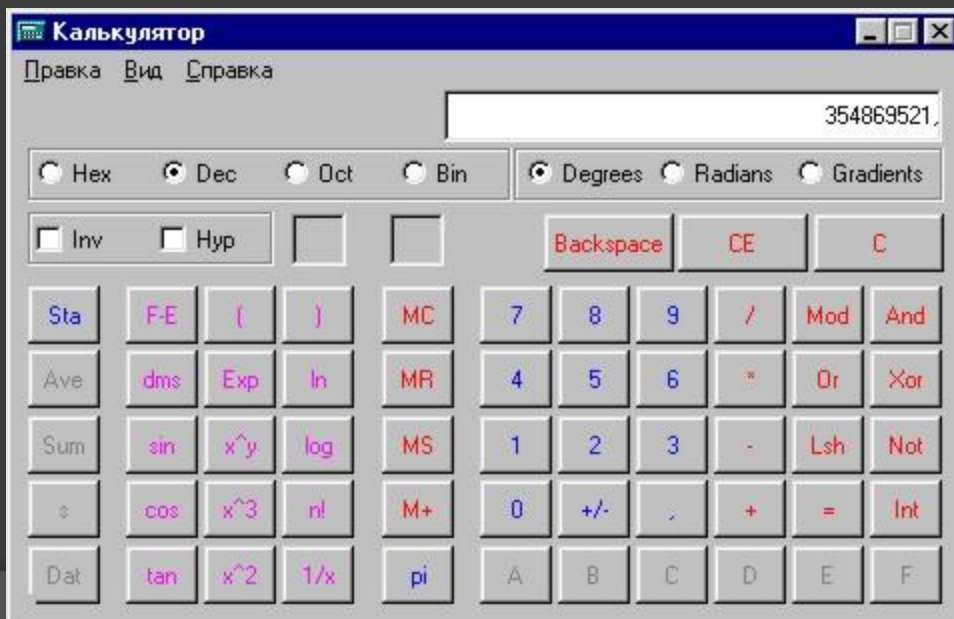 Калькулятор
Правка Вид Справка
354869521,
Hex Dec Oct Bin Degrees Radians Gradients
Inv Hyp Backspace CE C
Sta F-E ( ) MC 7 8 9 / Mod And
Ave dms Exp ln MR 4 5 6 * Or Xor
Sum sin x^y log MS 1 2 3 - Lsh Not
s cos x^3 n! M+ 0 +/- , + = Int
Dat tan x^2 1/x pi A B C D E F